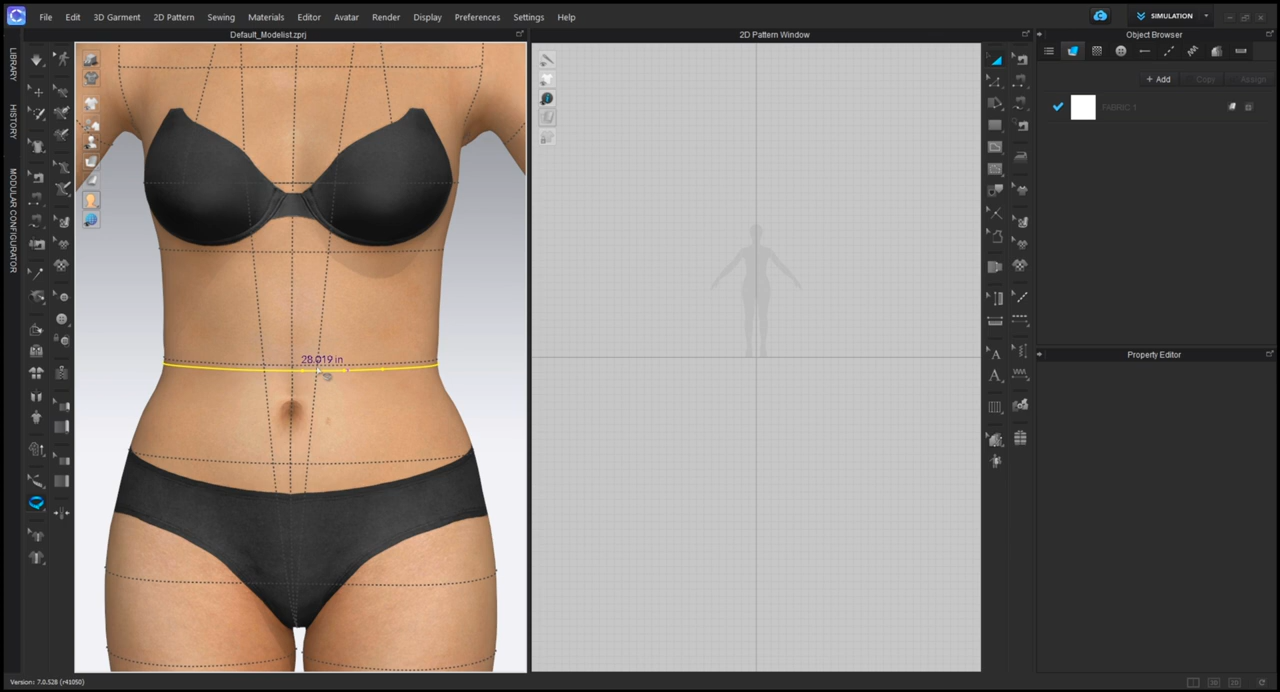 File Edit 3D Garment 2D Pattern Sewing Materials Editor Avatar Render Display Preferences Settings Help
SIMULATION
Default_Modelist.zprj
2D Pattern Window
Object Browser
LIBRARY
HISTORY
MODULAR CONFIGURATOR
+ Add Copy Assign
FABRIC 1
28.019 in
A
A
Property Editor
Version: 7.0.528 (r41050)
3D
2D